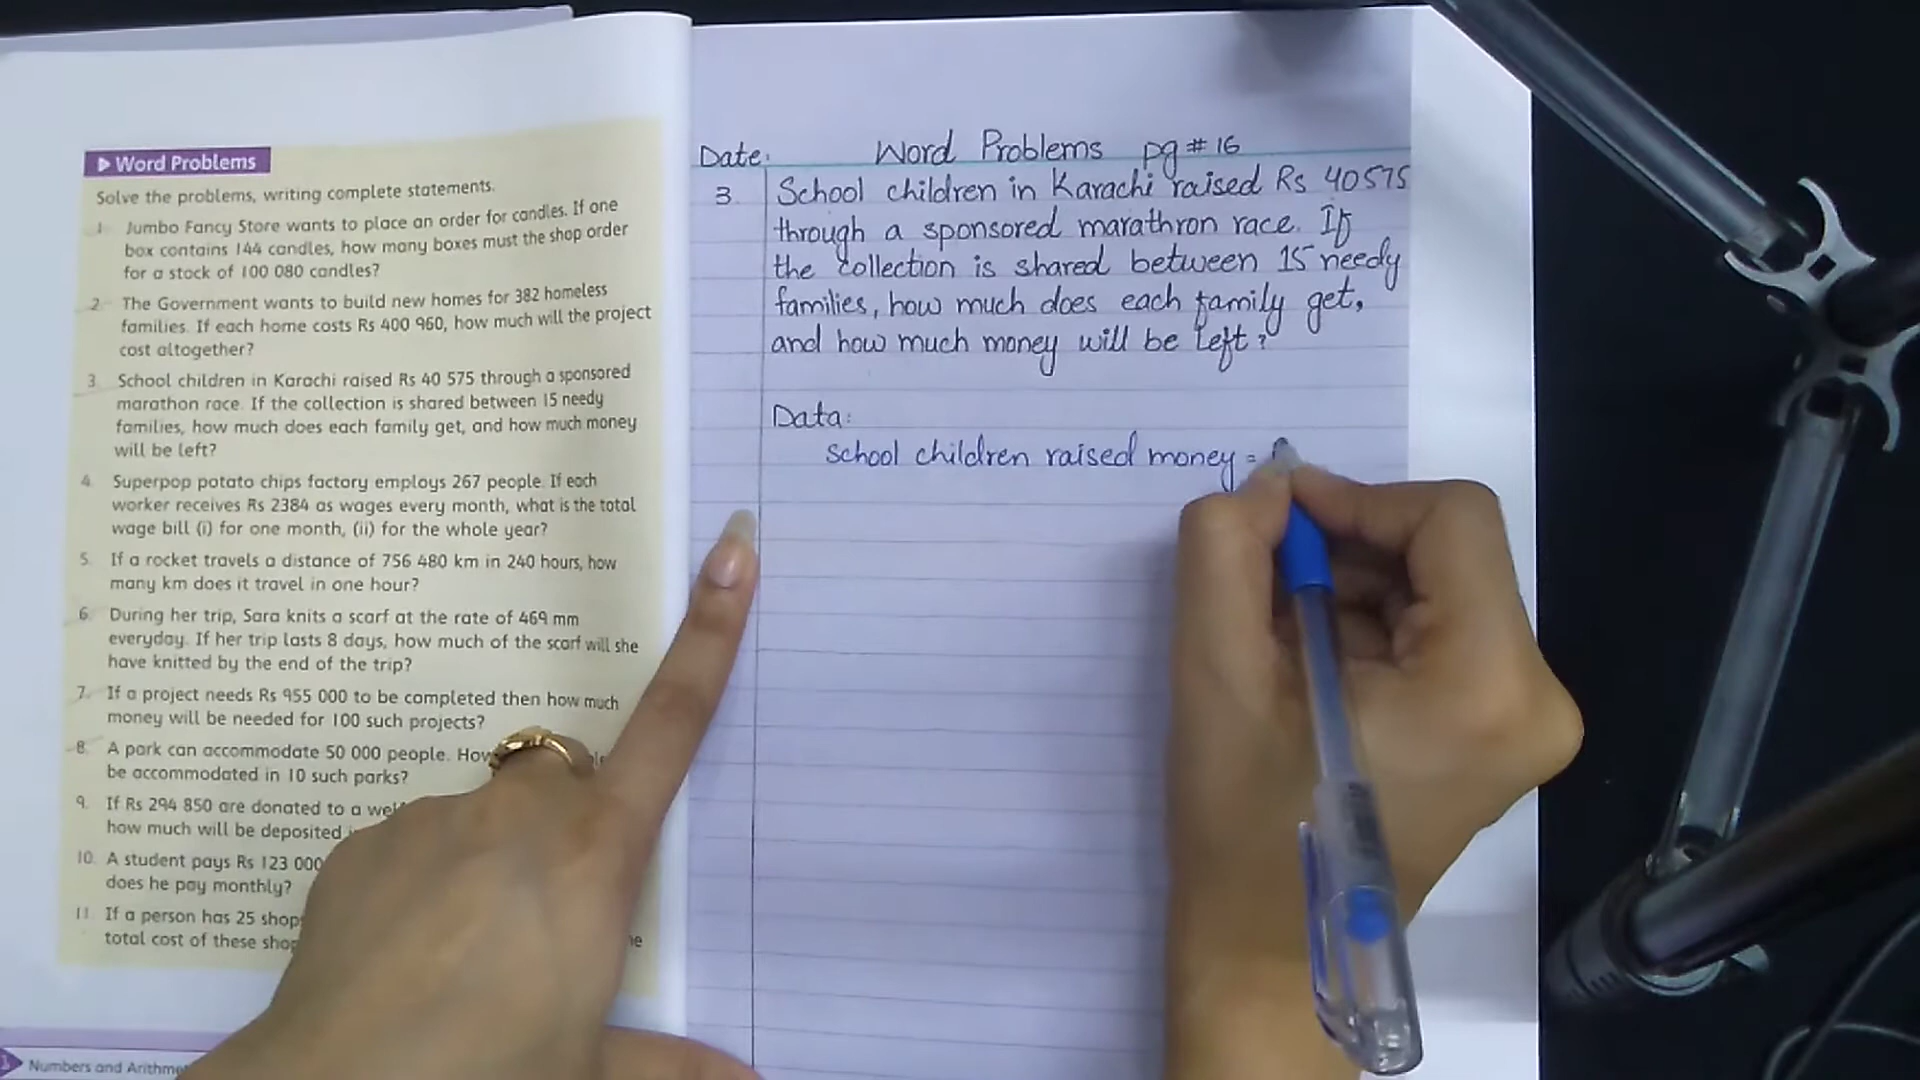 Word Problems
Solve the problems, writing complete statements.
1. Jumbo Fancy Store wants to place an order for candles. If one
box contains 144 candles, how many boxes must the shop order
for a stock of 100 080 candles?
2. The Government wants to build new homes for 382 homeless
families. If each home costs Rs 400 960, how much will the project
cost altogether?
3. School children in Karachi raised Rs 40 575 through a sponsored
marathon race. If the collection is shared between 15 needy
families, how much does each family get, and how much money
will be left?
4. Superpop potato chips factory employs 267 people. If each
worker receives Rs 2384 as wages every month, what is the total
wage bill (i) for one month, (ii) for the whole year?
5. If a rocket travels a distance of 756 480 km in 240 hours, how
many km does it travel in one hour?
6. During her trip, Sara knits a scarf at the rate of 469 mm
everyday. If her trip lasts 8 days, how much of the scarf will she
have knitted by the end of the trip?
7. If a project needs Rs 955 000 to be completed then how much
money will be needed for 100 such projects?
8. A park can accommodate 50 000 people. How
be accommodated in 10 such parks?
9. If Rs 294 850 are donated to a
how much will be deposited
10. A student pays Rs 123 000
does he pay monthly?
11. If a person has 25 shop
total cost of these
Numbers and
Date: Word Problems pg # 16
3. School children in Karachi raised Rs 40575
through a sponsored marathron race. If
the collection is shared between 15 needy
families, how much does each family get,
and how much money will be left?
Data:
School children raised money =